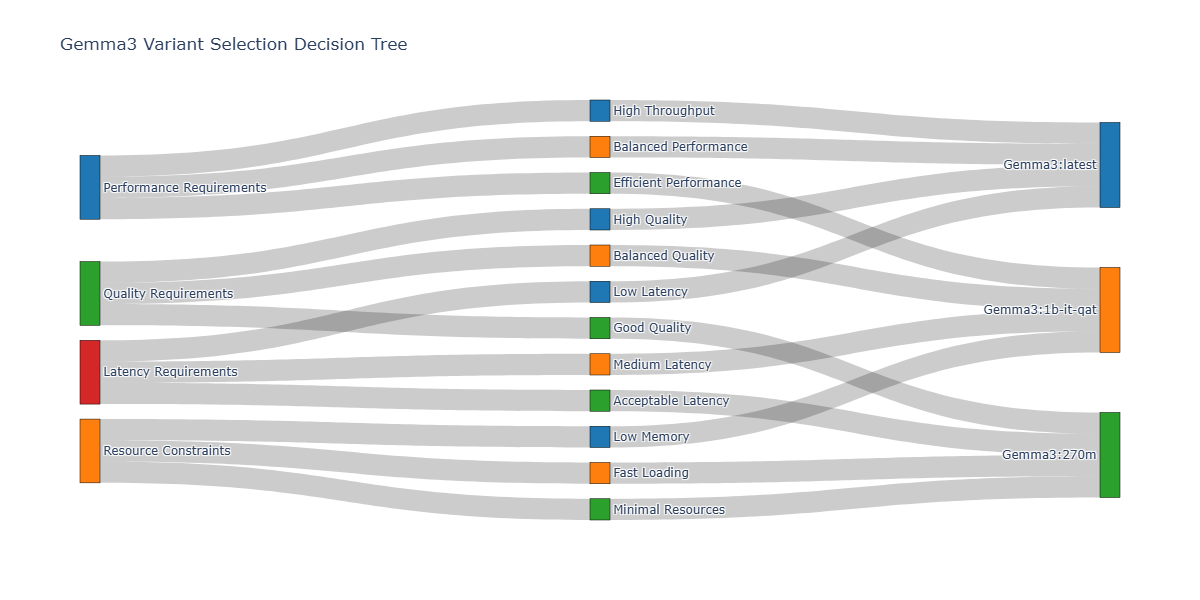 Gemma3 Variant Selection Decision Tree
Performance Requirements
Quality Requirements
Latency Requirements
Resource Constraints
High Throughput
Balanced Performance
Efficient Performance
High Quality
Balanced Quality
Low Latency
Good Quality
Medium Latency
Acceptable Latency
Low Memory
Fast Loading
Minimal Resources
Gemma3:latest
Gemma3:1b-it-qat
Gemma3:270m